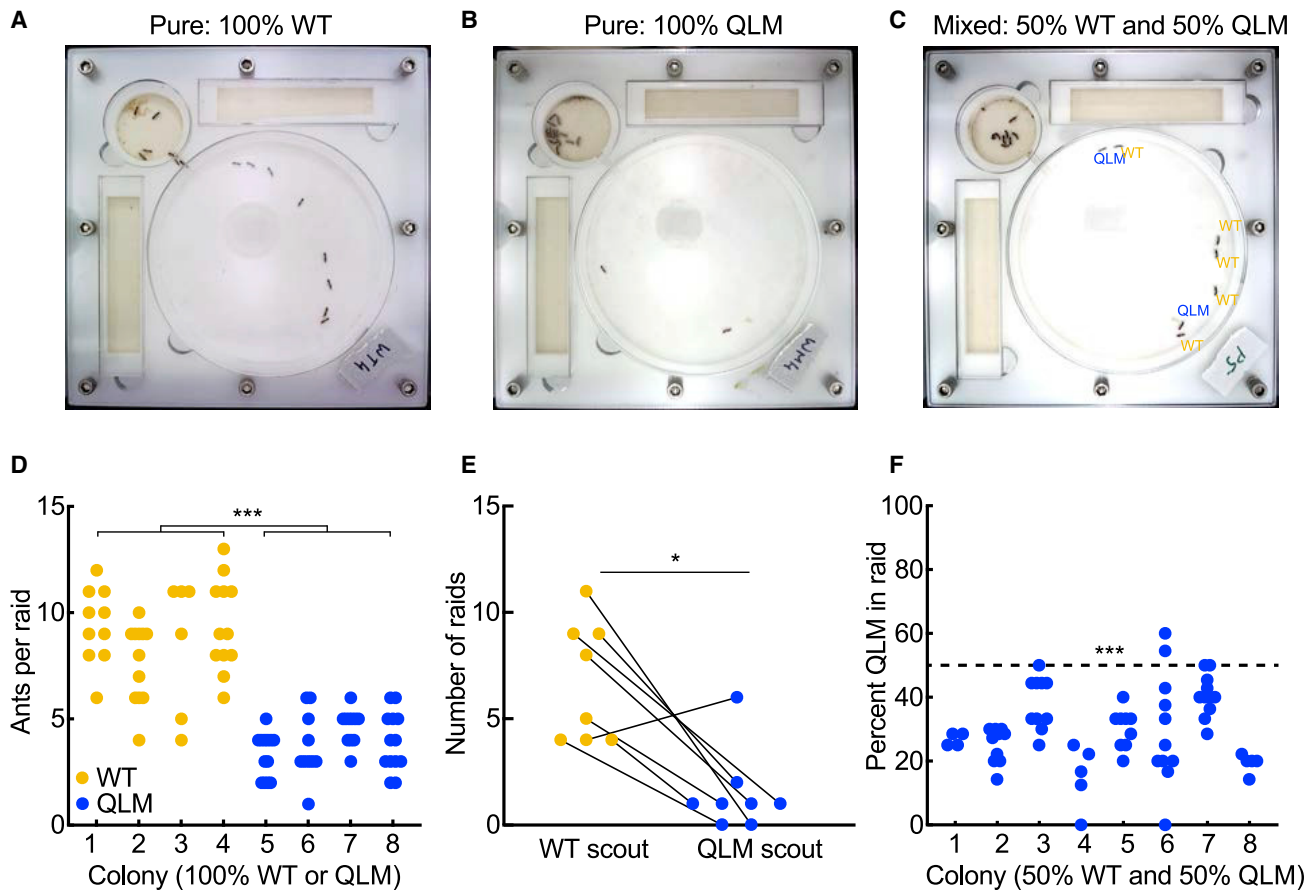 A
Pure: 100% WT
B
Pure: 100% QLM
C
Mixed: 50% WT and 50% QLM
WT4
WM4
QLM
WT
WT
WT
WT
QLM
WT
P5
D
15
10
5
0
Ants per raid
***
WT
QLM
1 2 3 4 5 6 7 8
Colony (100% WT or QLM)
E
15
10
5
0
Number of raids
*
WT scout
QLM scout
F
100
80
60
40
20
0
Percent QLM in raid
***
1 2 3 4 5 6 7 8
Colony (50% WT and 50% QLM)